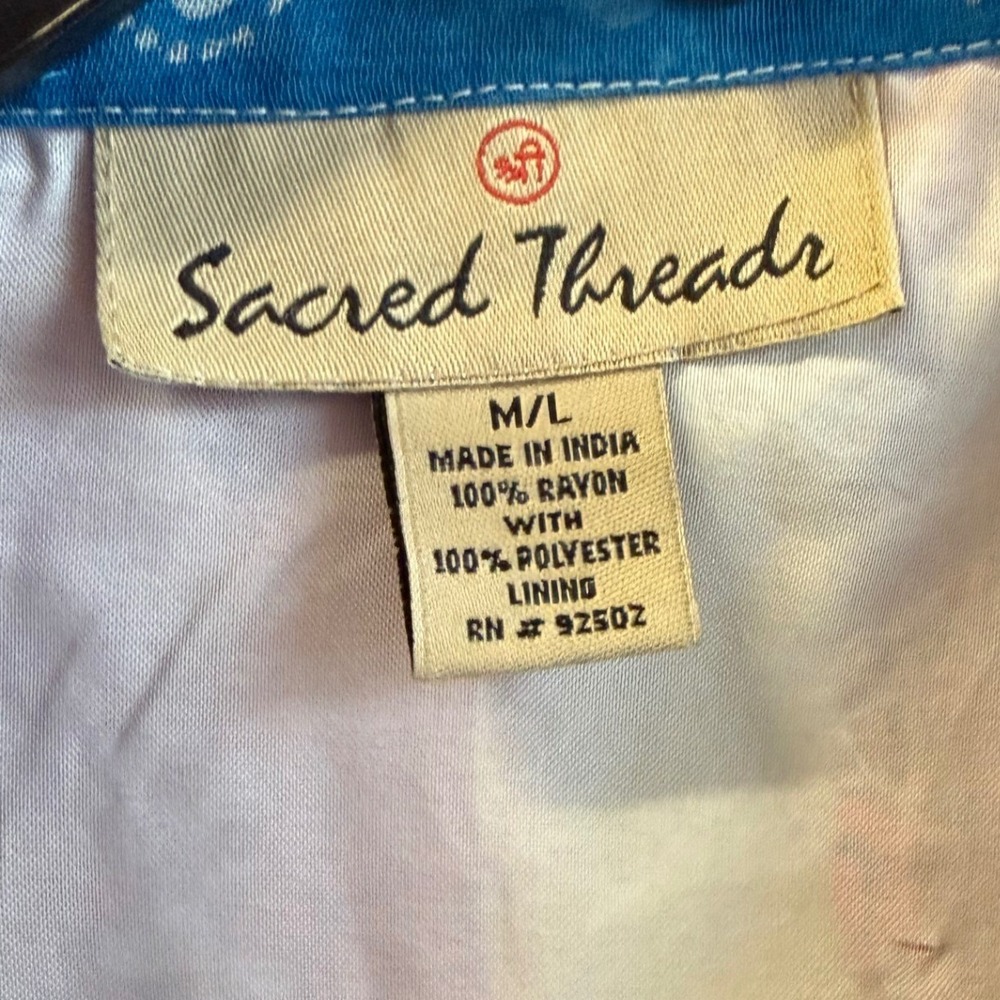 श्री
Sacred Threads
M/L
MADE IN INDIA
100% RAYON
WITH
100% POLYESTER
LINING
RN # 92502